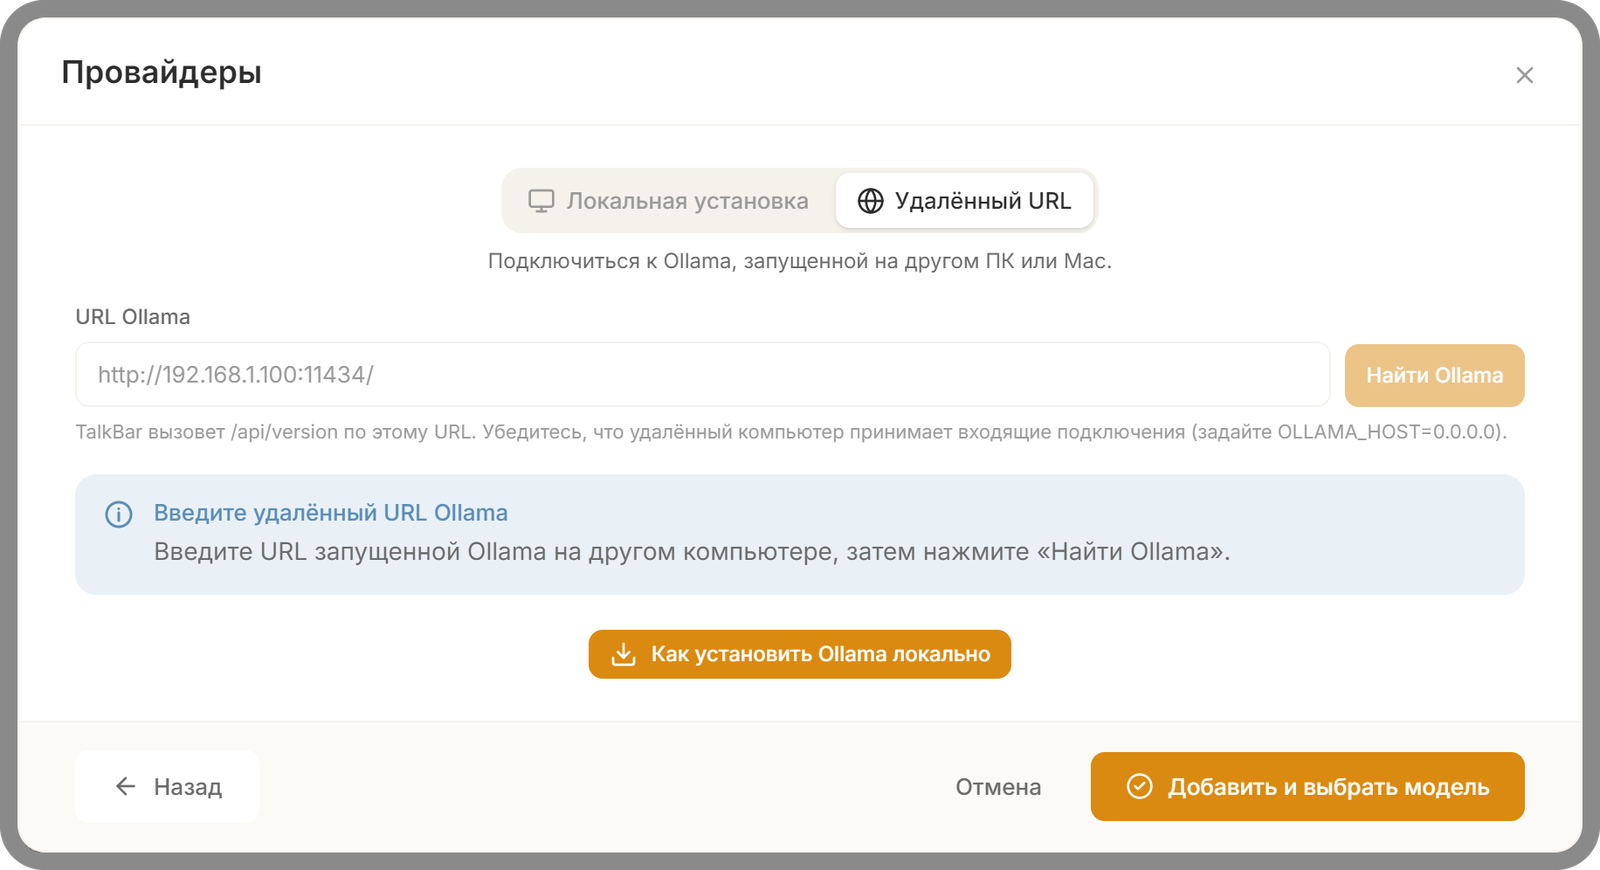 Провайдеры
Локальная установка
Удалённый URL
Подключиться к Ollama, запущенной на другом ПК или Mac.
URL Ollama
http://192.168.1.100:11434/
Найти Ollama
TalkBar вызовет /api/version по этому URL. Убедитесь, что удалённый компьютер принимает входящие подключения (задайте OLLAMA_HOST=0.0.0.0).
Введите удалённый URL Ollama
Введите URL запущенной Ollama на другом компьютере, затем нажмите «Найти Ollama».
Как установить Ollama локально
Назад
Отмена
Добавить и выбрать модель